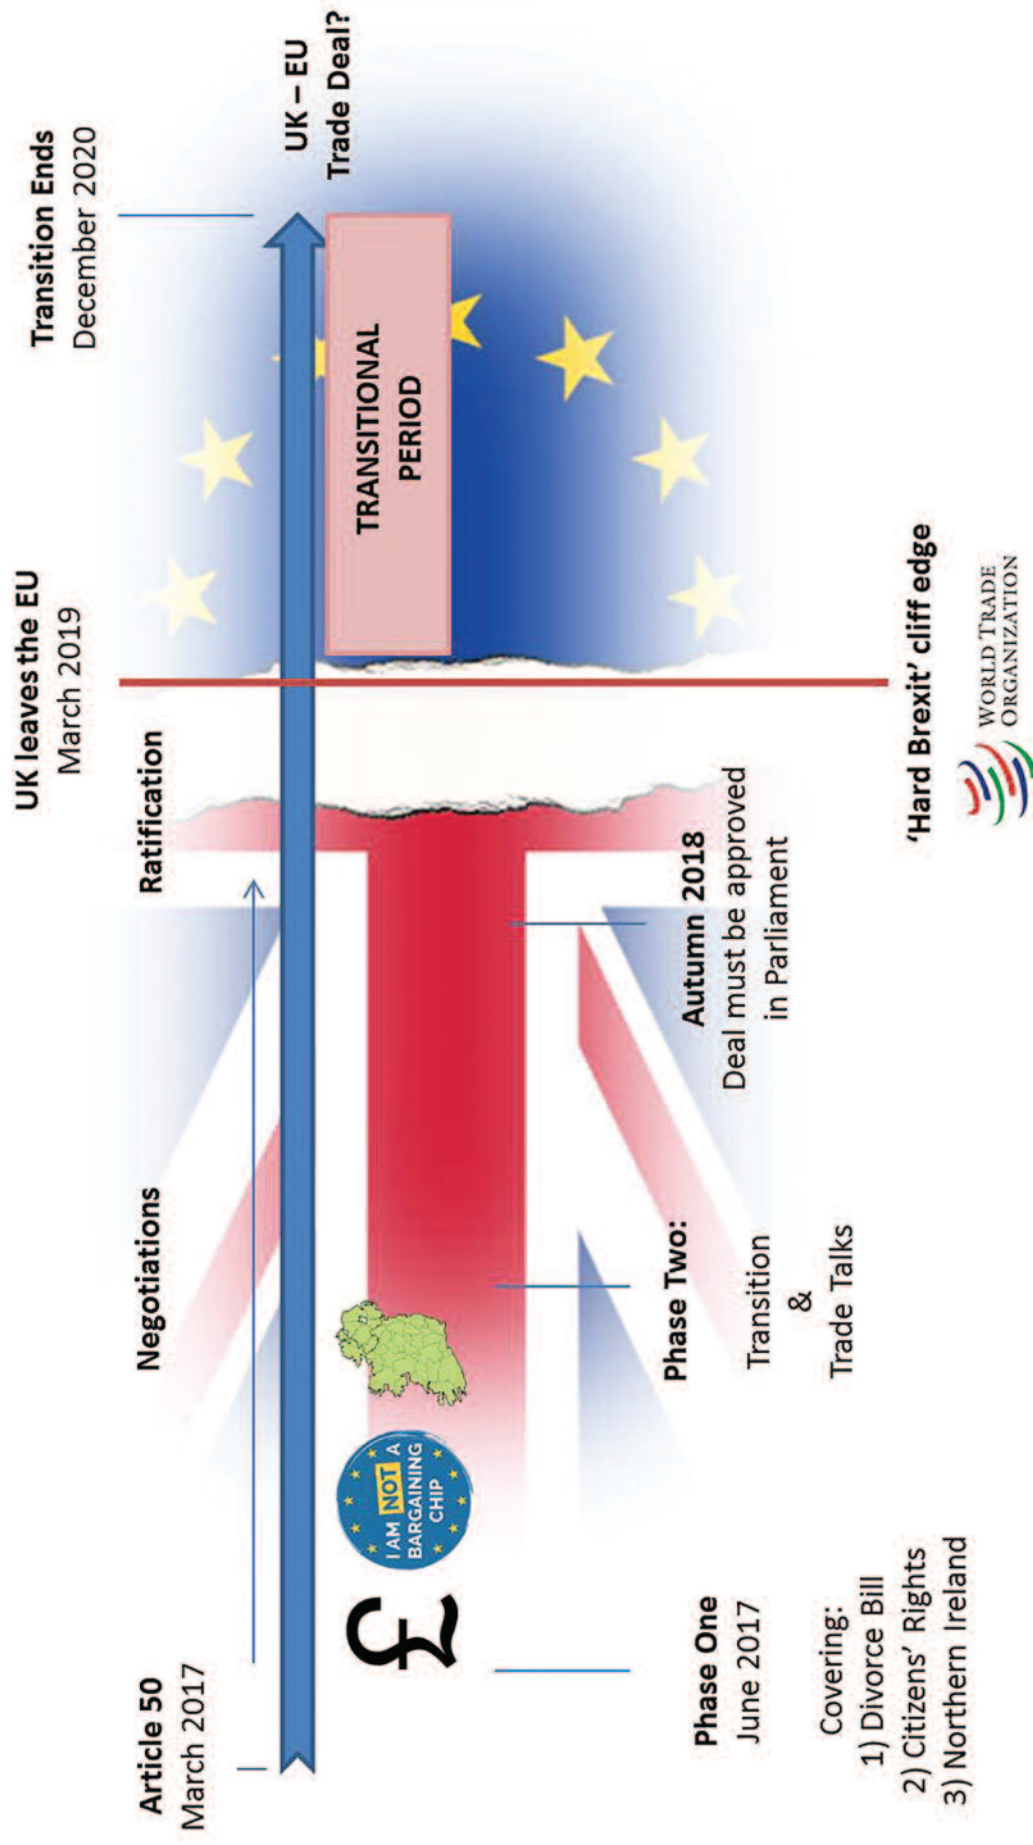 Article 50
March 2017
Negotiations
Ratification
UK leaves the EU
March 2019
Transition Ends
December 2020
UK – EU
Trade Deal?
£
I AM NOT A
BARGAINING
CHIP
TRANSITIONAL
PERIOD
Phase One
June 2017
Covering:
1) Divorce Bill
2) Citizens' Rights
3) Northern Ireland
Phase Two:
Transition
&
Trade Talks
Autumn 2018
Deal must be approved
in Parliament
‘Hard Brexit’ cliff edge
WORLD TRADE
ORGANIZATION